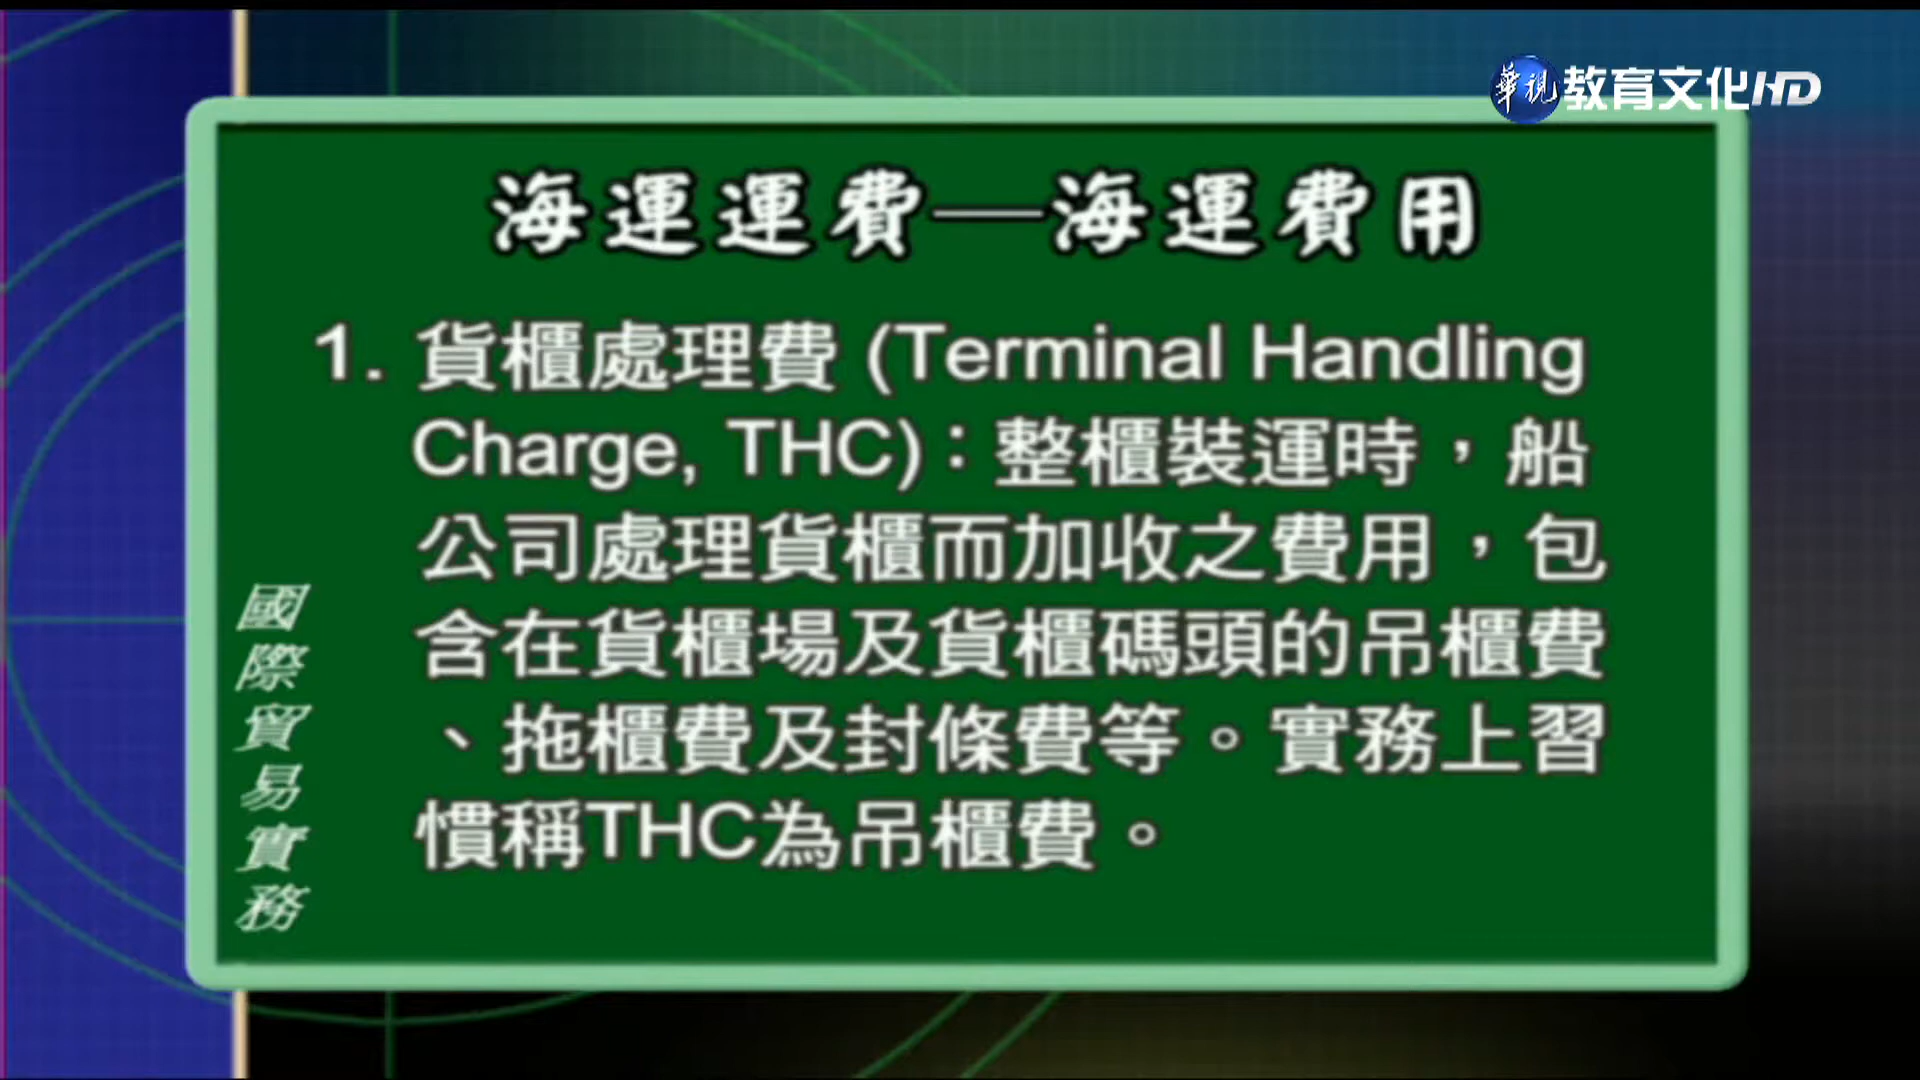 華視 教育文化HD
海運運費—海運費用
1. 貨櫃處理費 (Terminal Handling
Charge, THC)：整櫃裝運時，船
公司處理貨櫃而加收之費用，包
含在貨櫃場及貨櫃碼頭的吊櫃費
、拖櫃費及封條費等。實務上習
慣稱THC為吊櫃費。
國際貿易實務